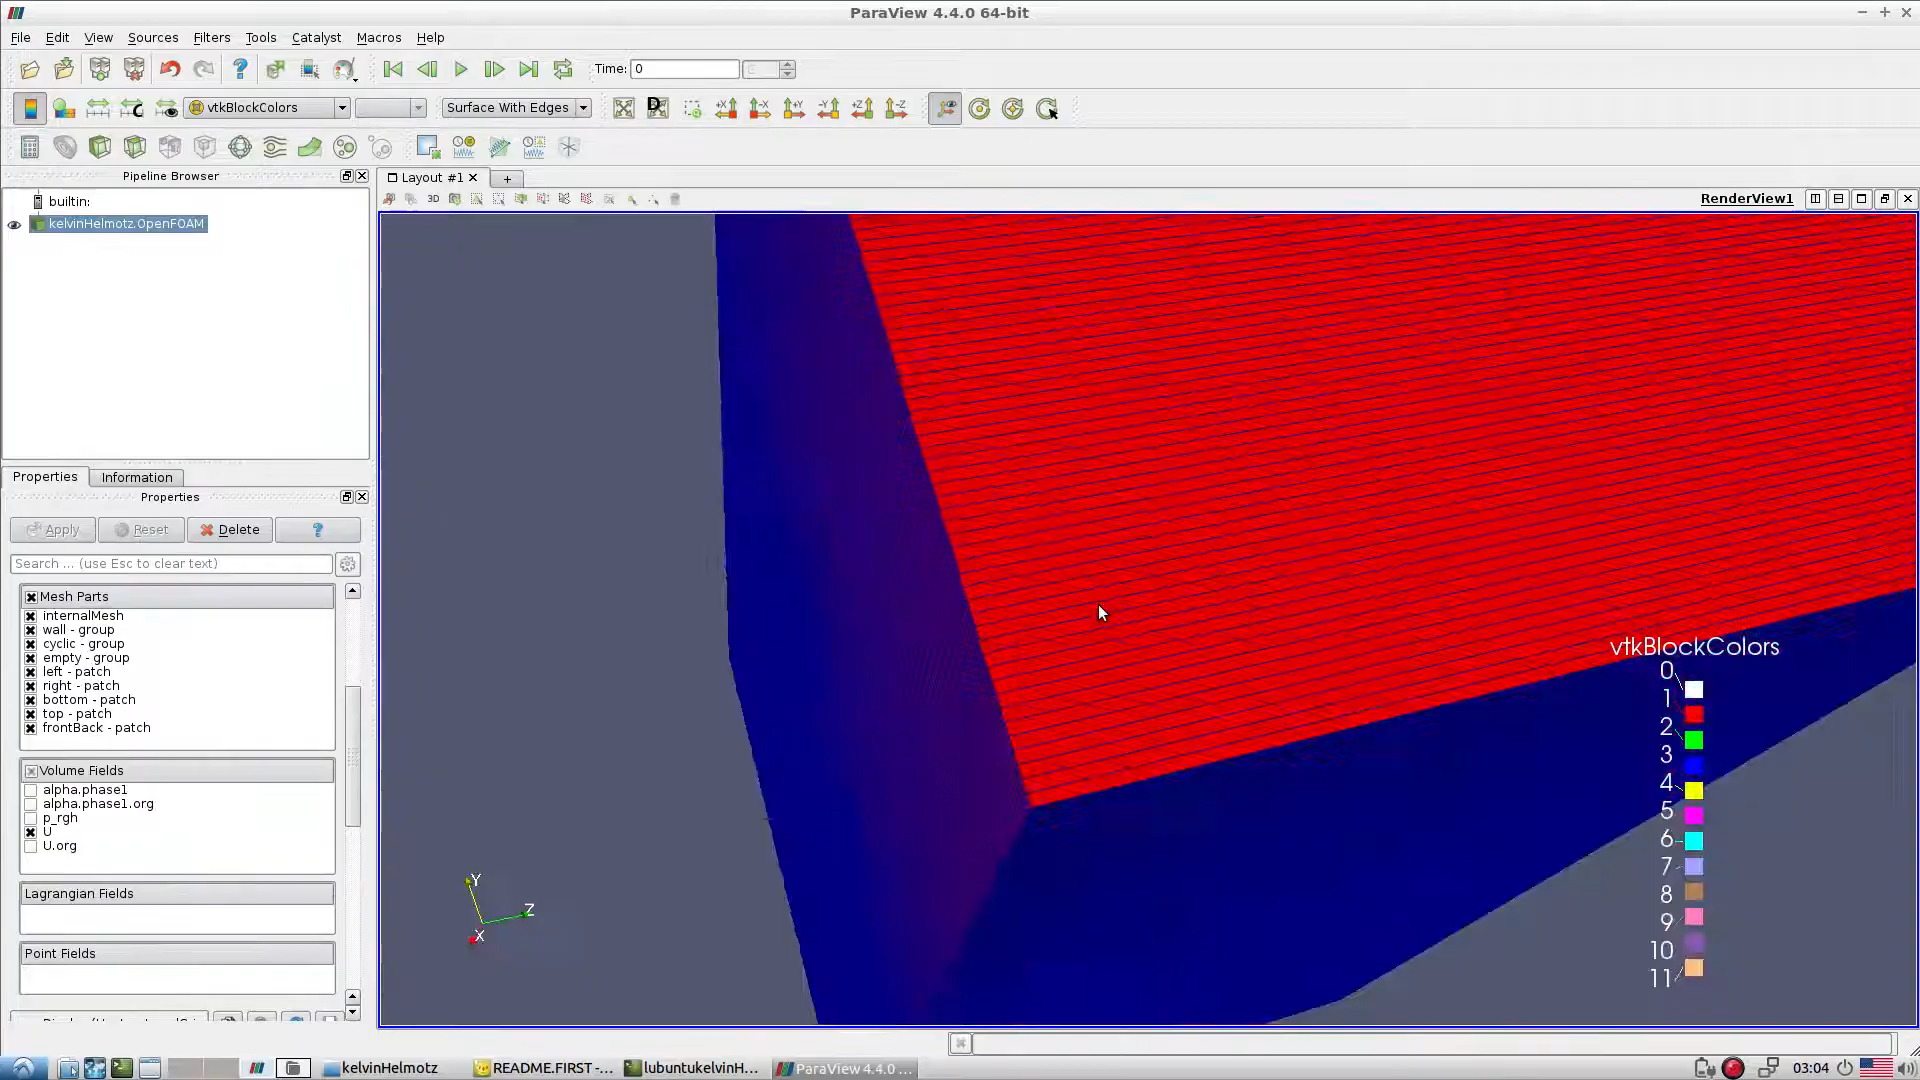 ParaView 4.4.0 64-bit
File Edit View Sources Filters Tools Catalyst Macros Help
Time: 0
vtkBlockColors
Surface With Edges
+X -X +Y -Y +Z -Z
Pipeline Browser
builtin:
kelvinHelmotz.OpenFOAM
Layout #1
3D
RenderView1
Properties Information
Properties
Apply Reset Delete ?
Search ... (use Esc to clear text)
Mesh Parts
internalMesh
wall - group
cyclic - group
empty - group
left - patch
right - patch
bottom - patch
top - patch
frontBack - patch
Volume Fields
alpha.phase1
alpha.phase1.org
p_rgh
U
U.org
Lagrangian Fields
Point Fields
Y
Z
X
vtkBlockColors
0
1
2
3
4
5
6
7
8
9
10
11
kelvinHelmotz
README.FIRST -...
lubuntukelvinH...
ParaView 4.4.0 ...
03:04